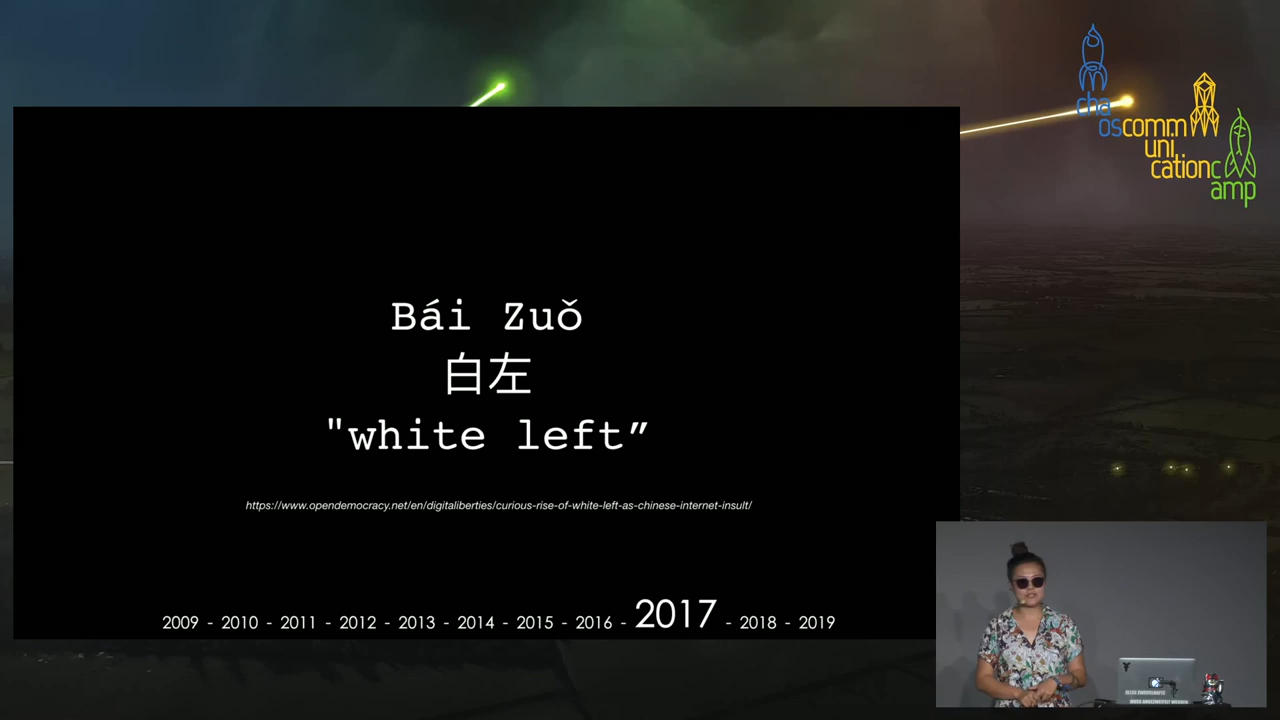 chaoscommunicationcamp
Bái Zuǒ
白左
"white left”
https://www.opendemocracy.net/en/digitaliberties/curious-rise-of-white-left-as-chinese-internet-insult/
2009 - 2010 - 2011 - 2012 - 2013 - 2014 - 2015 - 2016 - 2017 - 2018 - 2019